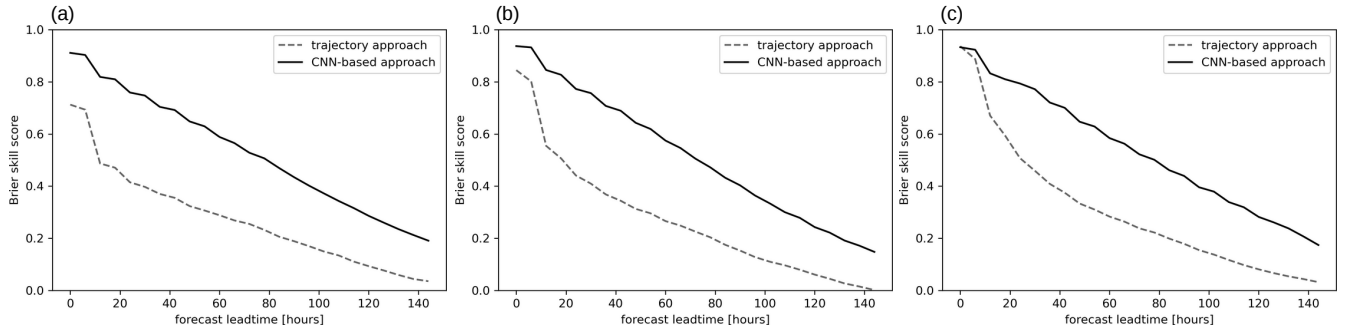 (a)
1.0
0.8
0.6
0.4
0.2
0.0
Brier skill score
trajectory approach
CNN-based approach
0 20 40 60 80 100 120 140
forecast leadtime [hours]
(b)
1.0
0.8
0.6
0.4
0.2
0.0
Brier skill score
trajectory approach
CNN-based approach
0 20 40 60 80 100 120 140
forecast leadtime [hours]
(c)
1.0
0.8
0.6
0.4
0.2
0.0
Brier skill score
trajectory approach
CNN-based approach
0 20 40 60 80 100 120 140
forecast leadtime [hours]